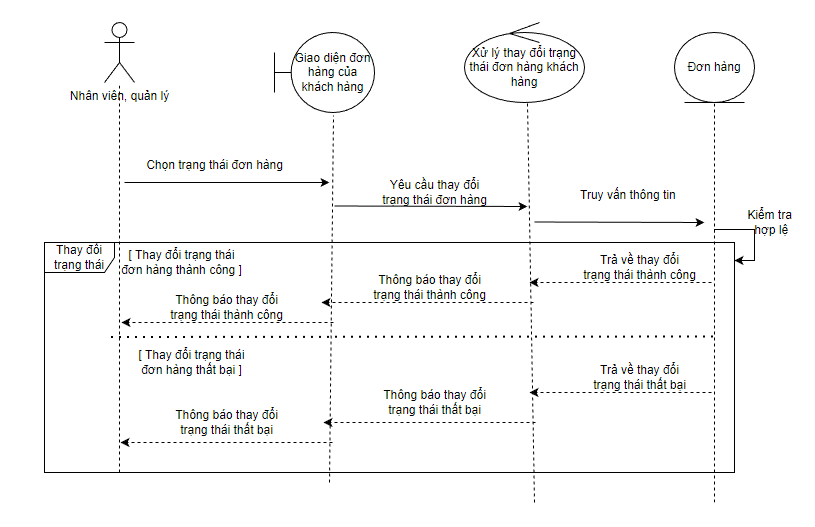 Nhân viên, quản lý
Giao diện đơn
hàng của
khách hàng
Xử lý thay đổi trạng
thái đơn hàng khách
hàng
Đơn hàng
Chọn trạng thái đơn hàng
Yêu cầu thay đổi
trạng thái đơn hàng
Truy vấn thông tin
Kiểm tra
hợp lệ
Thay đổi
trạng thái
[ Thay đổi trạng thái
đơn hàng thành công ]
Trả về thay đổi
trạng thái thành công
Thông báo thay đổi
trạng thái thành công
Thông báo thay đổi
trạng thái thành công
[ Thay đổi trạng thái
đơn hàng thất bại ]
Trả về thay đổi
trạng thái thất bại
Thông báo thay đổi
trạng thái thất bại
Thông báo thay đổi
trạng thái thất bại